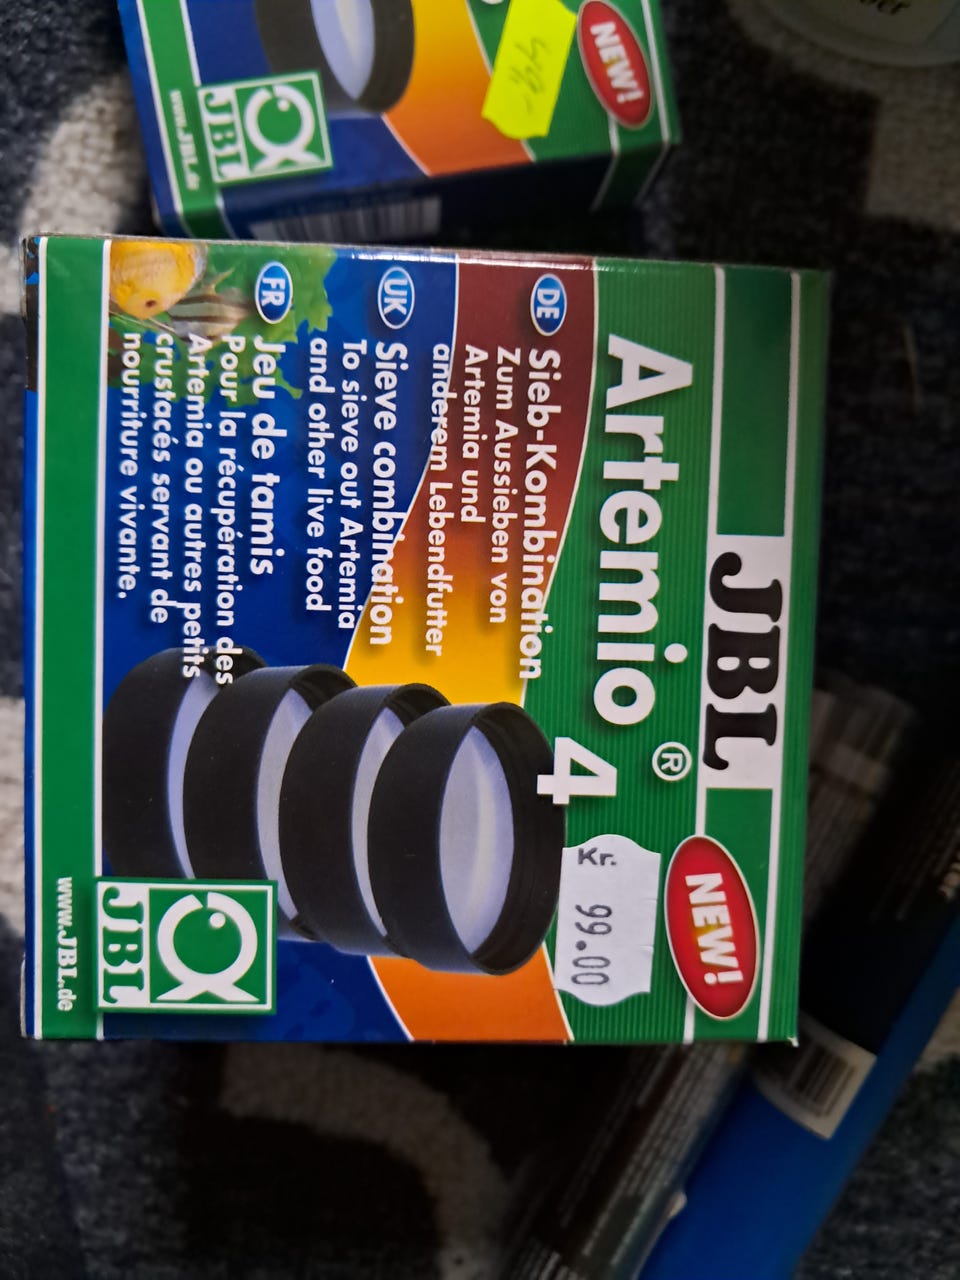 JBL
NEW!
Artemio® 4
Kr.
99.00
DE
Sieb-Kombination
Zum Aussieben von
Artemia und
anderem Lebendfutter
UK
Sieve combination
To sieve out Artemia
and other live food
FR
Jeu de tamis
Pour la récupération des
Artemia ou autres petits
crustacés servant de
nourriture vivante.
JBL
www.JBL.de
NEW!
JBL
www.JBL.de